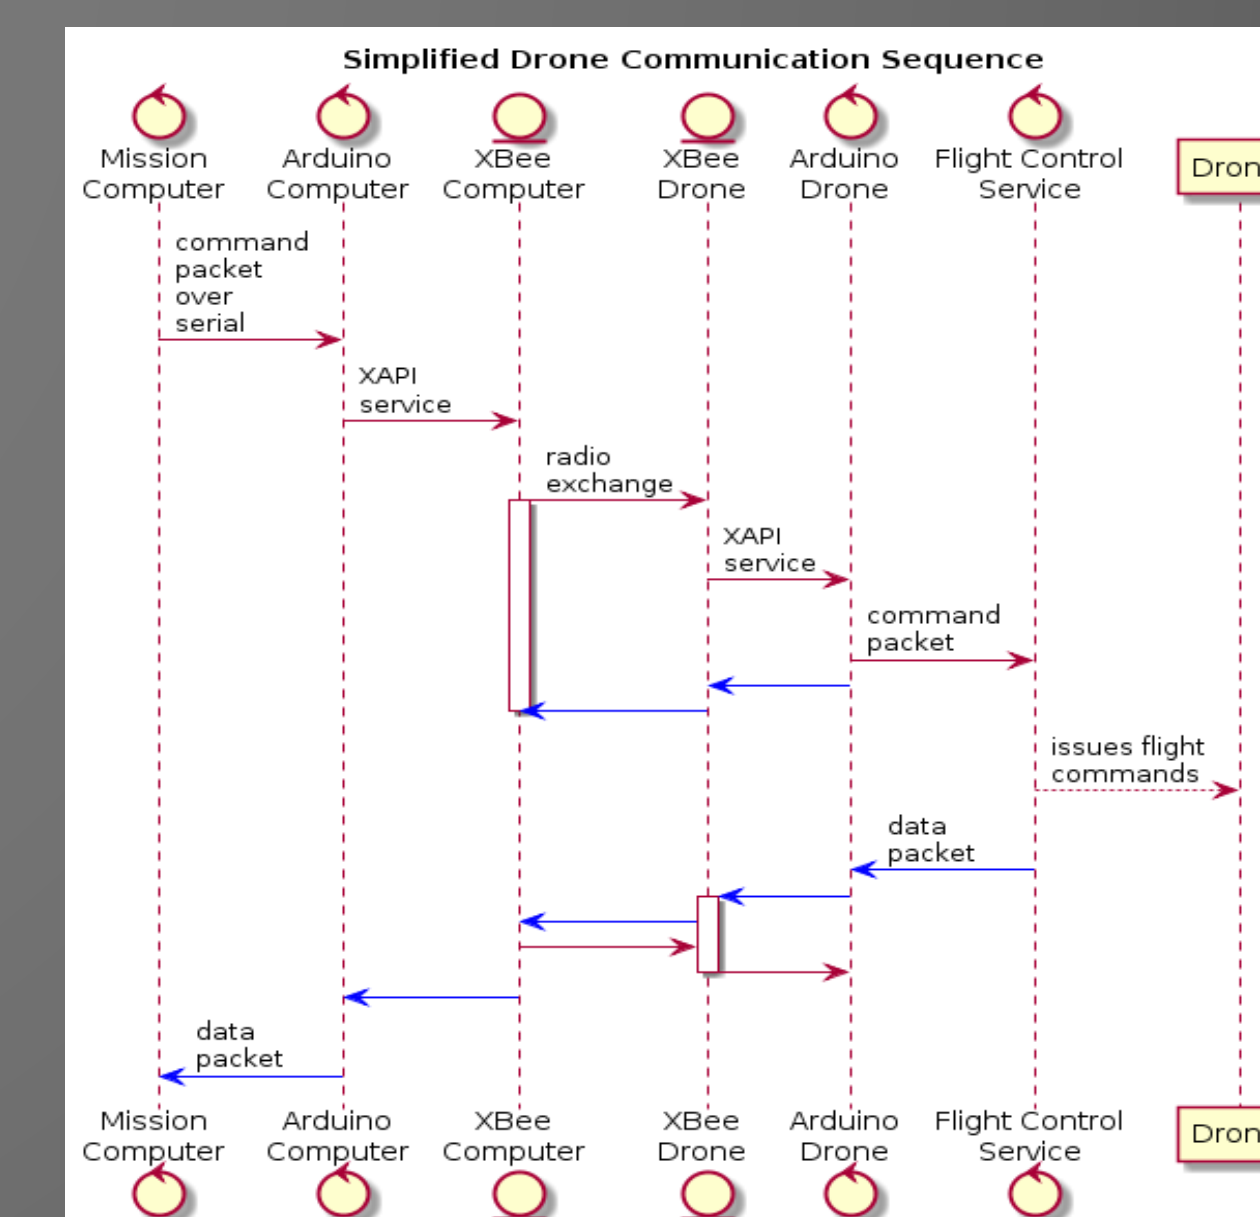 Simplified Drone Communication Sequence
Mission
Computer
Arduino
Computer
XBee
Computer
XBee
Drone
Arduino
Drone
Flight Control
Service
Dron
command
packet
over
serial
XAPI
service
radio
exchange
XAPI
service
command
packet
issues flight
commands
data
packet
data
packet
Mission
Computer
Arduino
Computer
XBee
Computer
XBee
Drone
Arduino
Drone
Flight Control
Service
Dron